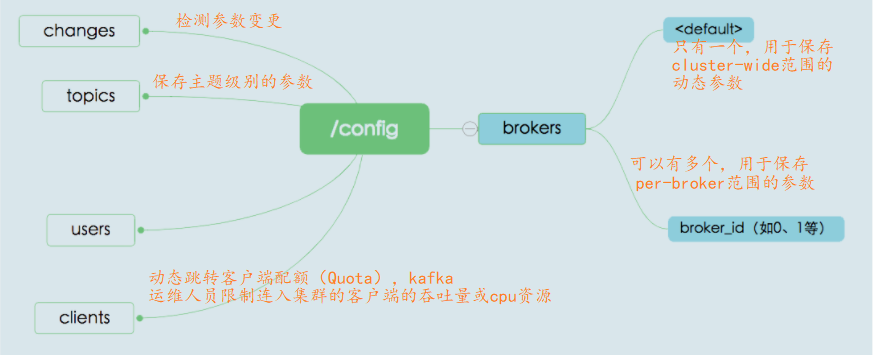 changes
检测参数变更
topics
保存主题级别的参数
/config
users
动态跳转客户端配额（Quota），kafka
运维人员限制连入集群的客户端的吞吐量或cpu资源
clients
brokers
<default>
只有一个，用于保存
cluster-wide范围的
动态参数
可以有多个，用于保存
per-broker范围的参数
broker_id（如0、1等）